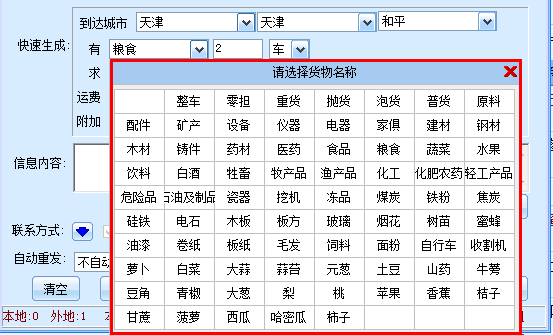 到达城市 天津 天津 和平
快速生成: 有 粮食 2 车
求
运费
附加
请选择货物名称
整车 零担 重货 抛货 泡货 普货 原料
配件 矿产 设备 仪器 电器 家俱 建材 钢材
木材 铸件 药材 医药 食品 粮食 蔬菜 水果
饮料 白酒 牲畜 牧产品 渔产品 化工 化肥农药 轻工产品
危险品 石油及制品 瓷器 挖机 冻品 煤炭 铁粉 焦炭
硅铁 电石 木板 板方 玻璃 烟花 树苗 蜜蜂
油漆 卷纸 板纸 毛发 饲料 面粉 自行车 收割机
萝卜 白菜 大蒜 蒜苔 元葱 土豆 山药 牛蒡
豆角 青椒 大葱 梨 桃 苹果 香蕉 桔子
甘蔗 菠萝 西瓜 哈密瓜 柿子
信息内容:
联系方式:
自动重发: 不自动
清空
本地:0 外地:1